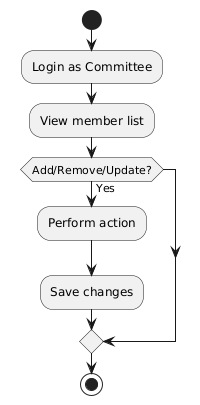 Login as Committee
View member list
Add/Remove/Update?
Yes
Perform action
Save changes